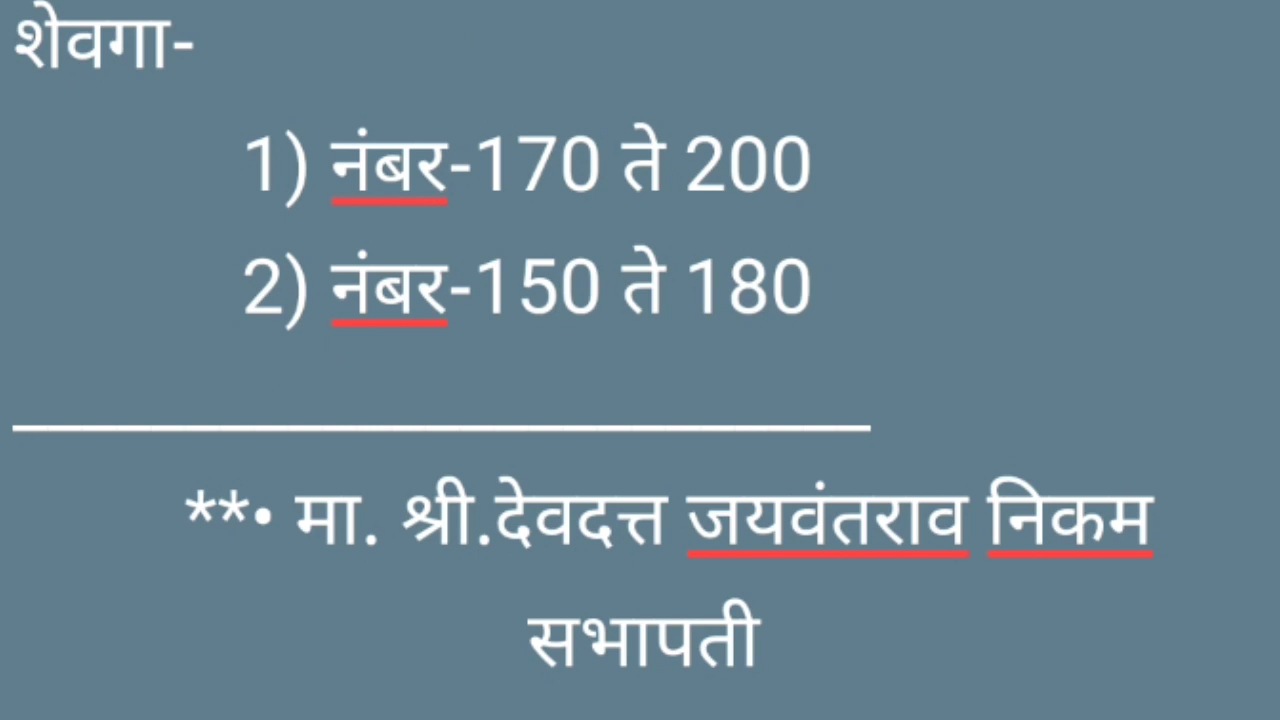 शेवगा-
1) नंबर-170 ते 200
2) नंबर-150 ते 180
**• मा. श्री.देवदत्त जयवंतराव निकम
सभापती